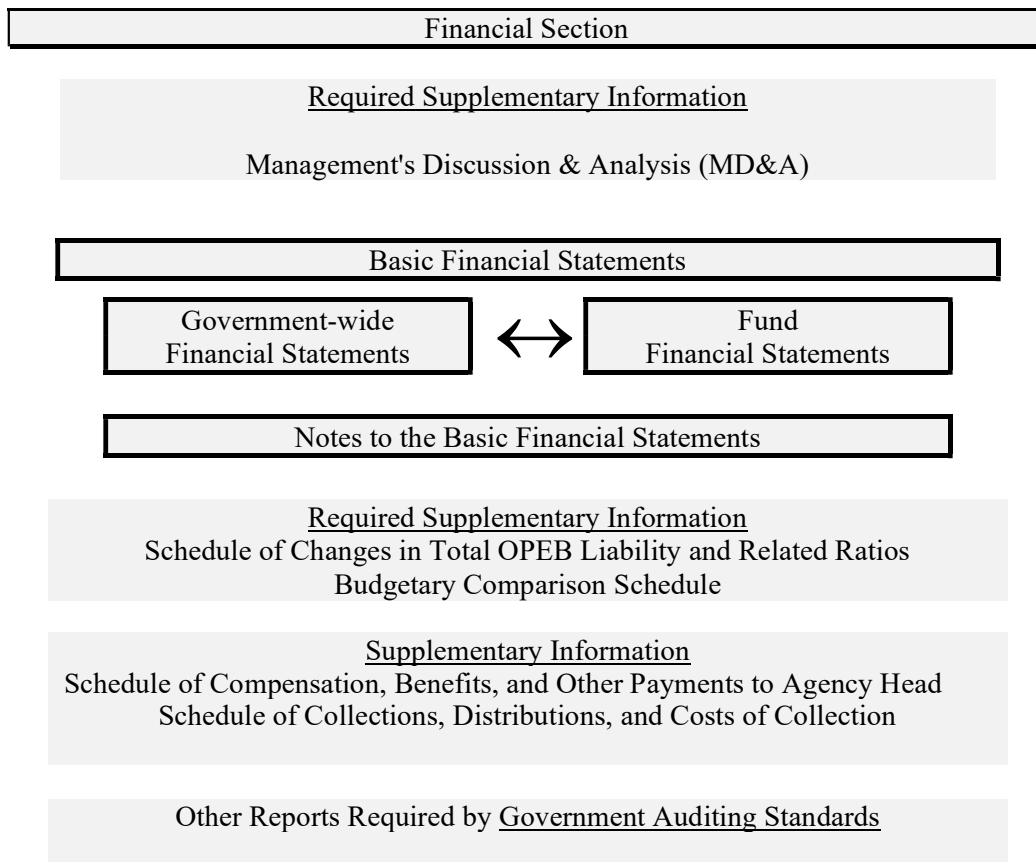 Financial Section
Required Supplementary Information
Management's Discussion & Analysis (MD&A)
Basic Financial Statements
Government-wide
Financial Statements
Fund
Financial Statements
Notes to the Basic Financial Statements
Required Supplementary Information
Schedule of Changes in Total OPEB Liability and Related Ratios
Budgetary Comparison Schedule
Supplementary Information
Schedule of Compensation, Benefits, and Other Payments to Agency Head
Schedule of Collections, Distributions, and Costs of Collection
Other Reports Required by Government Auditing Standards